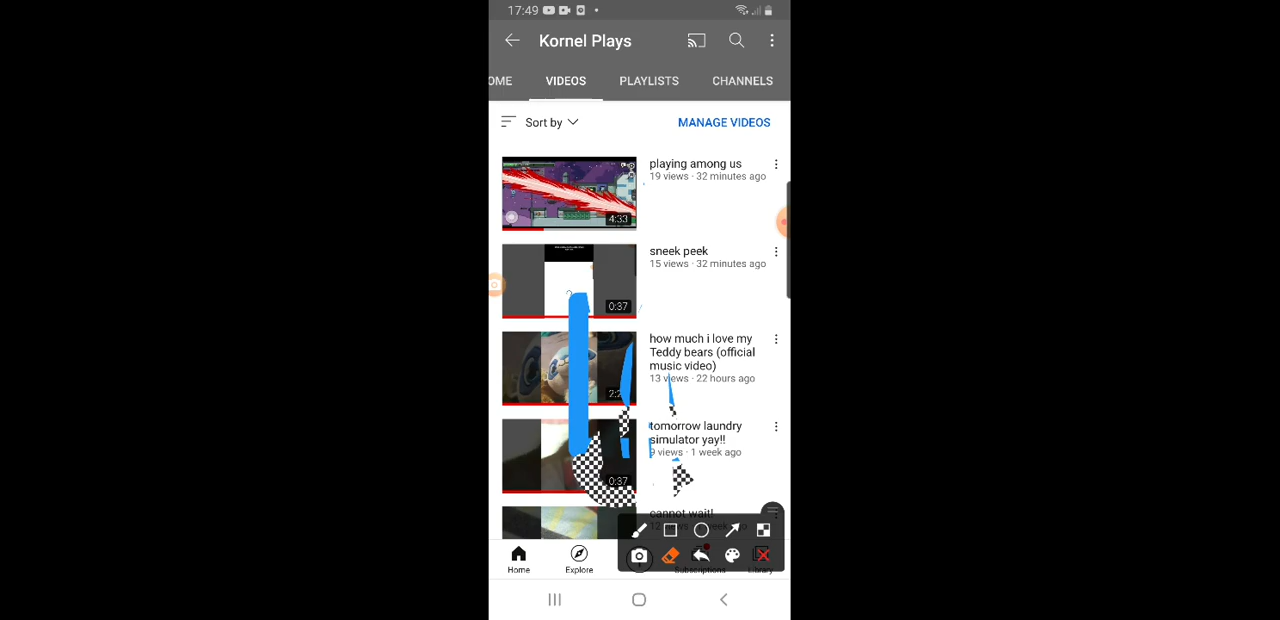 17:49
Kornel Plays
OME VIDEOS PLAYLISTS CHANNELS
Sort by MANAGE VIDEOS
playing among us
19 views · 32 minutes ago
4:33
sneek peek
15 views · 32 minutes ago
0:37
how much i love my
Teddy bears (official
music video)
13 views · 22 hours ago
tomorrow laundry
simulator yay!!
9 views · 1 week ago
0:37
cannot wait!
Home Explore Subscriptions Library